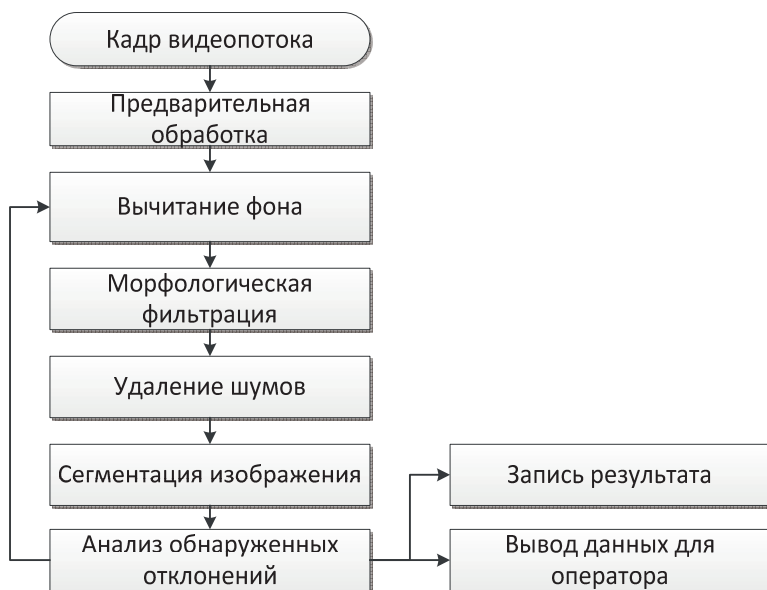 Кадр видеопотока
Предварительная
обработка
Вычитание фона
Морфологическая
фильтрация
Удаление шумов
Сегментация изображения
Запись результата
Анализ обнаруженных
отклонений
Вывод данных для
оператора